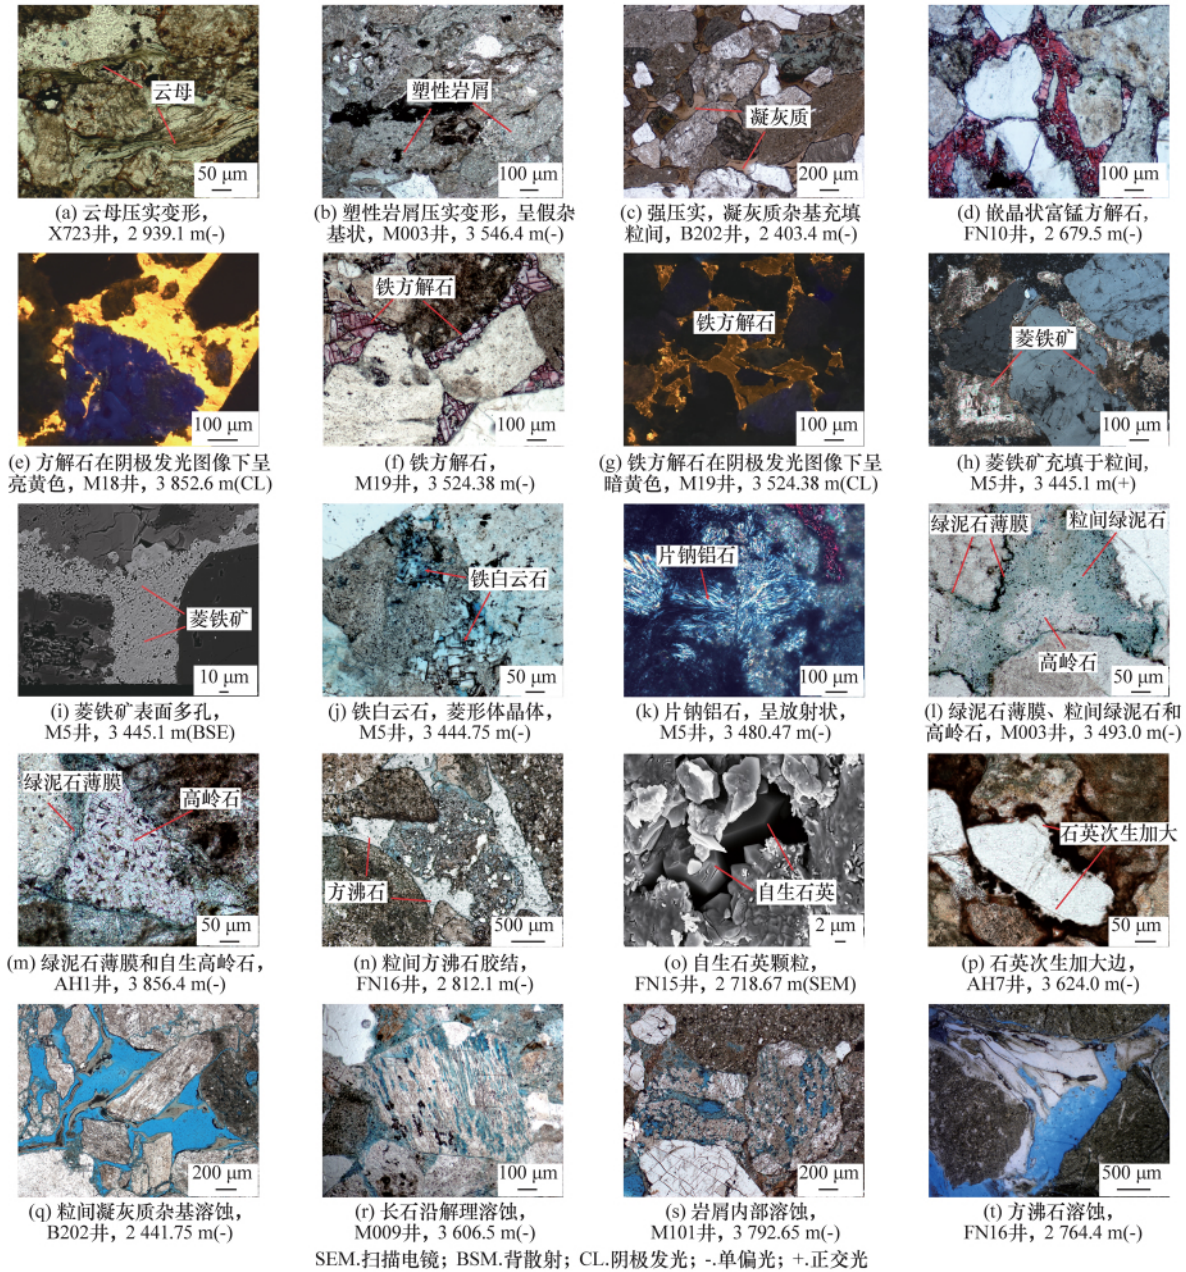 云母
50 μm
塑性岩屑
100 μm
凝灰质
200 μm
100 μm
(a) 云母压实变形，
X723井，2 939.1 m(-)
(b) 塑性岩屑压实变形，呈假杂
基状，M003井，3 546.4 m(-)
(c) 强压实，凝灰质杂基充填
粒间，B202井，2 403.4 m(-)
(d) 嵌晶状富锰方解石，
FN10井，2 679.5 m(-)
100 μm
铁方解石
100 μm
铁方解石
100 μm
菱铁矿
100 μm
(e) 方解石在阴极发光图像下呈
亮黄色，M18井，3 852.6 m(CL)
(f) 铁方解石，
M19井，3 524.38 m(-)
(g) 铁方解石在阴极发光图像下呈
暗黄色，M19井，3 524.38 m(CL)
(h) 菱铁矿充填于粒间，
M5井，3 445.1 m(+)
菱铁矿
10 μm
铁白云石
50 μm
片钠铝石
100 μm
绿泥石薄膜
粒间绿泥石
高岭石
50 μm
(i) 菱铁矿表面多孔，
M5井，3 445.1 m(BSE)
(j) 铁白云石，菱形体晶体，
M5井，3 444.75 m(-)
(k) 片钠铝石，呈放射状，
M5井，3 480.47 m(-)
(l) 绿泥石薄膜、粒间绿泥石和
高岭石，M003井，3 493.0 m(-)
绿泥石薄膜
高岭石
50 μm
方沸石
500 μm
自生石英
2 μm
石英次生加大
50 μm
(m) 绿泥石薄膜和自生高岭石，
AH1井，3 856.4 m(-)
(n) 粒间方沸石胶结，
FN16井，2 812.1 m(-)
(o) 自生石英颗粒，
FN15井，2 718.67 m(SEM)
(p) 石英次生加大边，
AH7井，3 624.0 m(-)
200 μm
100 μm
200 μm
500 μm
(q) 粒间凝灰质杂基溶蚀，
B202井，2 441.75 m(-)
(r) 长石沿解理溶蚀，
M009井，3 606.5 m(-)
(s) 岩屑内部溶蚀，
M101井，3 792.65 m(-)
(t) 方沸石溶蚀，
FN16井，2 764.4 m(-)
SEM.扫描电镜；BSM.背散射；CL.阴极发光；-.单偏光；+.正交光